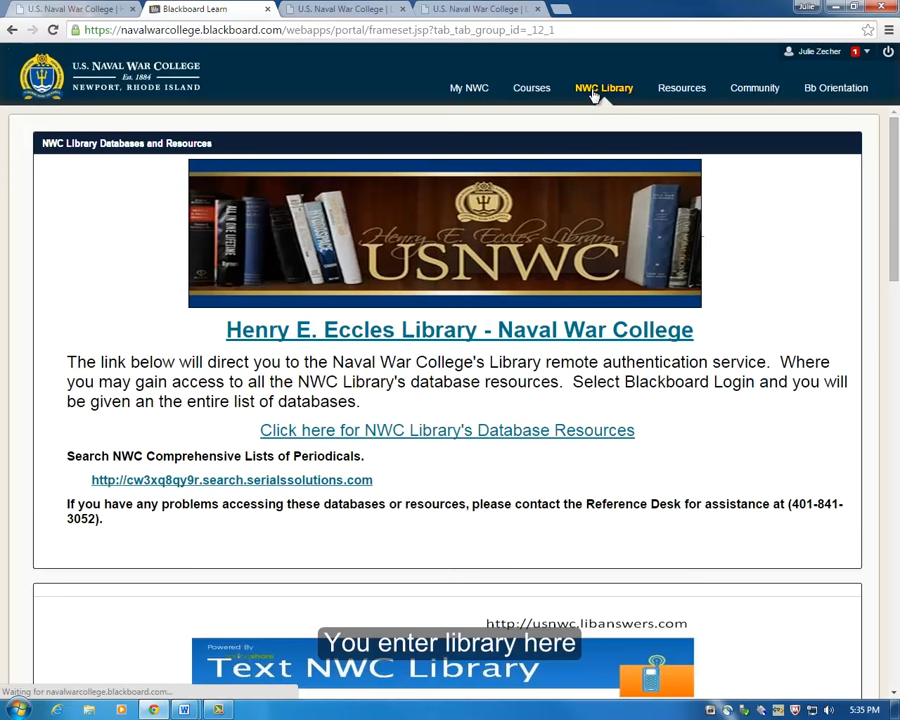 Julie
U.S. Naval War College | H
Blackboard Learn
U.S. Naval War College | L
U.S. Naval War College | L
https://navalwarcollege.blackboard.com/webapps/portal/frameset.jsp?tab_tab_group_id=_12_1
U.S. NAVAL WAR COLLEGE
Est. 1884
NEWPORT, RHODE ISLAND
Julie Zecher 1
My NWC Courses NWC Library Resources Community Bb Orientation
NWC Library Databases and Resources
ALL IN ONE LIFETIME
Henry E. Eccles Library
USNWC
Henry E. Eccles Library - Naval War College
The link below will direct you to the Naval War College's Library remote authentication service. Where
you may gain access to all the NWC Library's database resources. Select Blackboard Login and you will
be given an the entire list of databases.
Click here for NWC Library's Database Resources
Search NWC Comprehensive Lists of Periodicals.
http://cw3xq8qy9r.search.serialssolutions.com
If you have any problems accessing these databases or resources, please contact the Reference Desk for assistance at (401-841-
3052).
http://usnwc.libanswers.com
You enter library here
Powered By
Text NWC Library
Waiting for navalwarcollege.blackboard.com...
5:35 PM